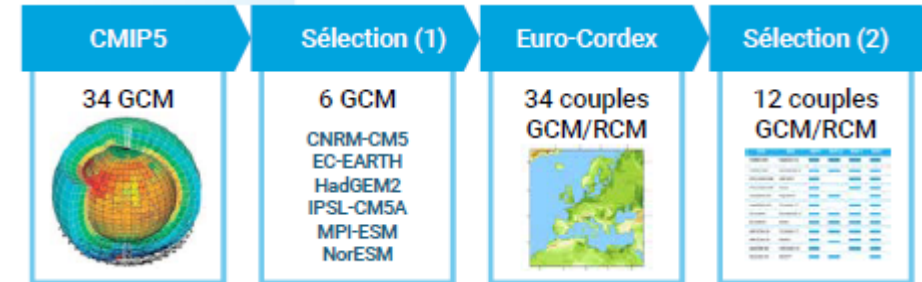 CMIP5
Sélection (1)
Euro-Cordex
Sélection (2)
34 GCM
6 GCM
CNRM-CM5
EC-EARTH
HadGEM2
IPSL-CM5A
MPI-ESM
NorESM
34 couples
GCM/RCM
12 couples
GCM/RCM